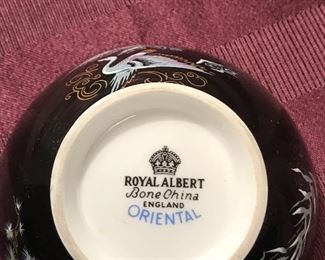 ROYAL ALBERT
Bone China
ENGLAND
ORIENTAL